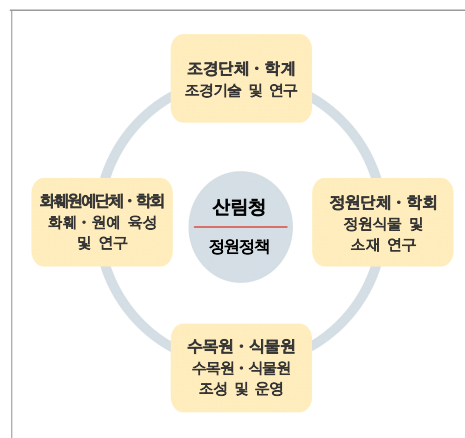 조경단체·학계
조경기술 및 연구
화훼원예단체·학회
화훼·원예 육성
및 연구
산림청
정원정책
정원단체·학회
정원식물 및
소재 연구
수목원·식물원
수목원·식물원
조성 및 운영